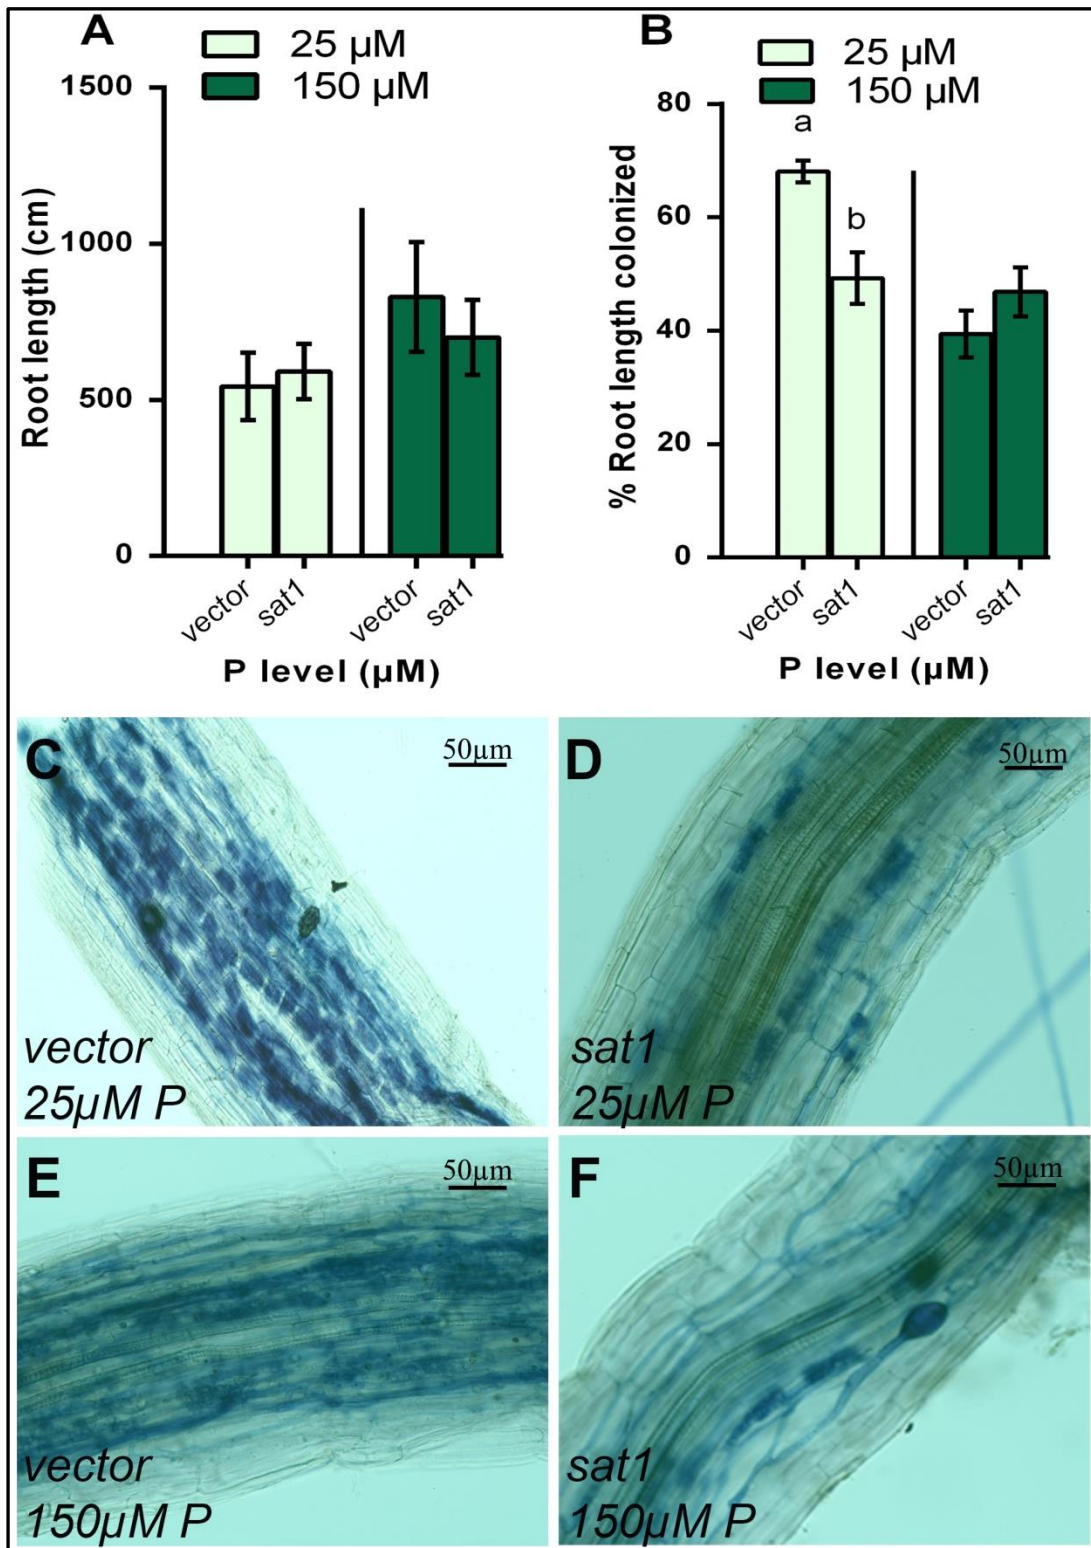 A
25 µM
150 µM
1500
1000
500
0
Root length (cm)
vector
sat1
vector
sat1
P level (µM)
B
25 µM
150 µM
80
60
40
20
0
% Root length colonized
a
b
vector
sat1
vector
sat1
P level (µM)
C
50µm
vector
25µM P
D
50µm
sat1
25µM P
E
50µm
vector
150µM P
F
50µm
sat1
150µM P